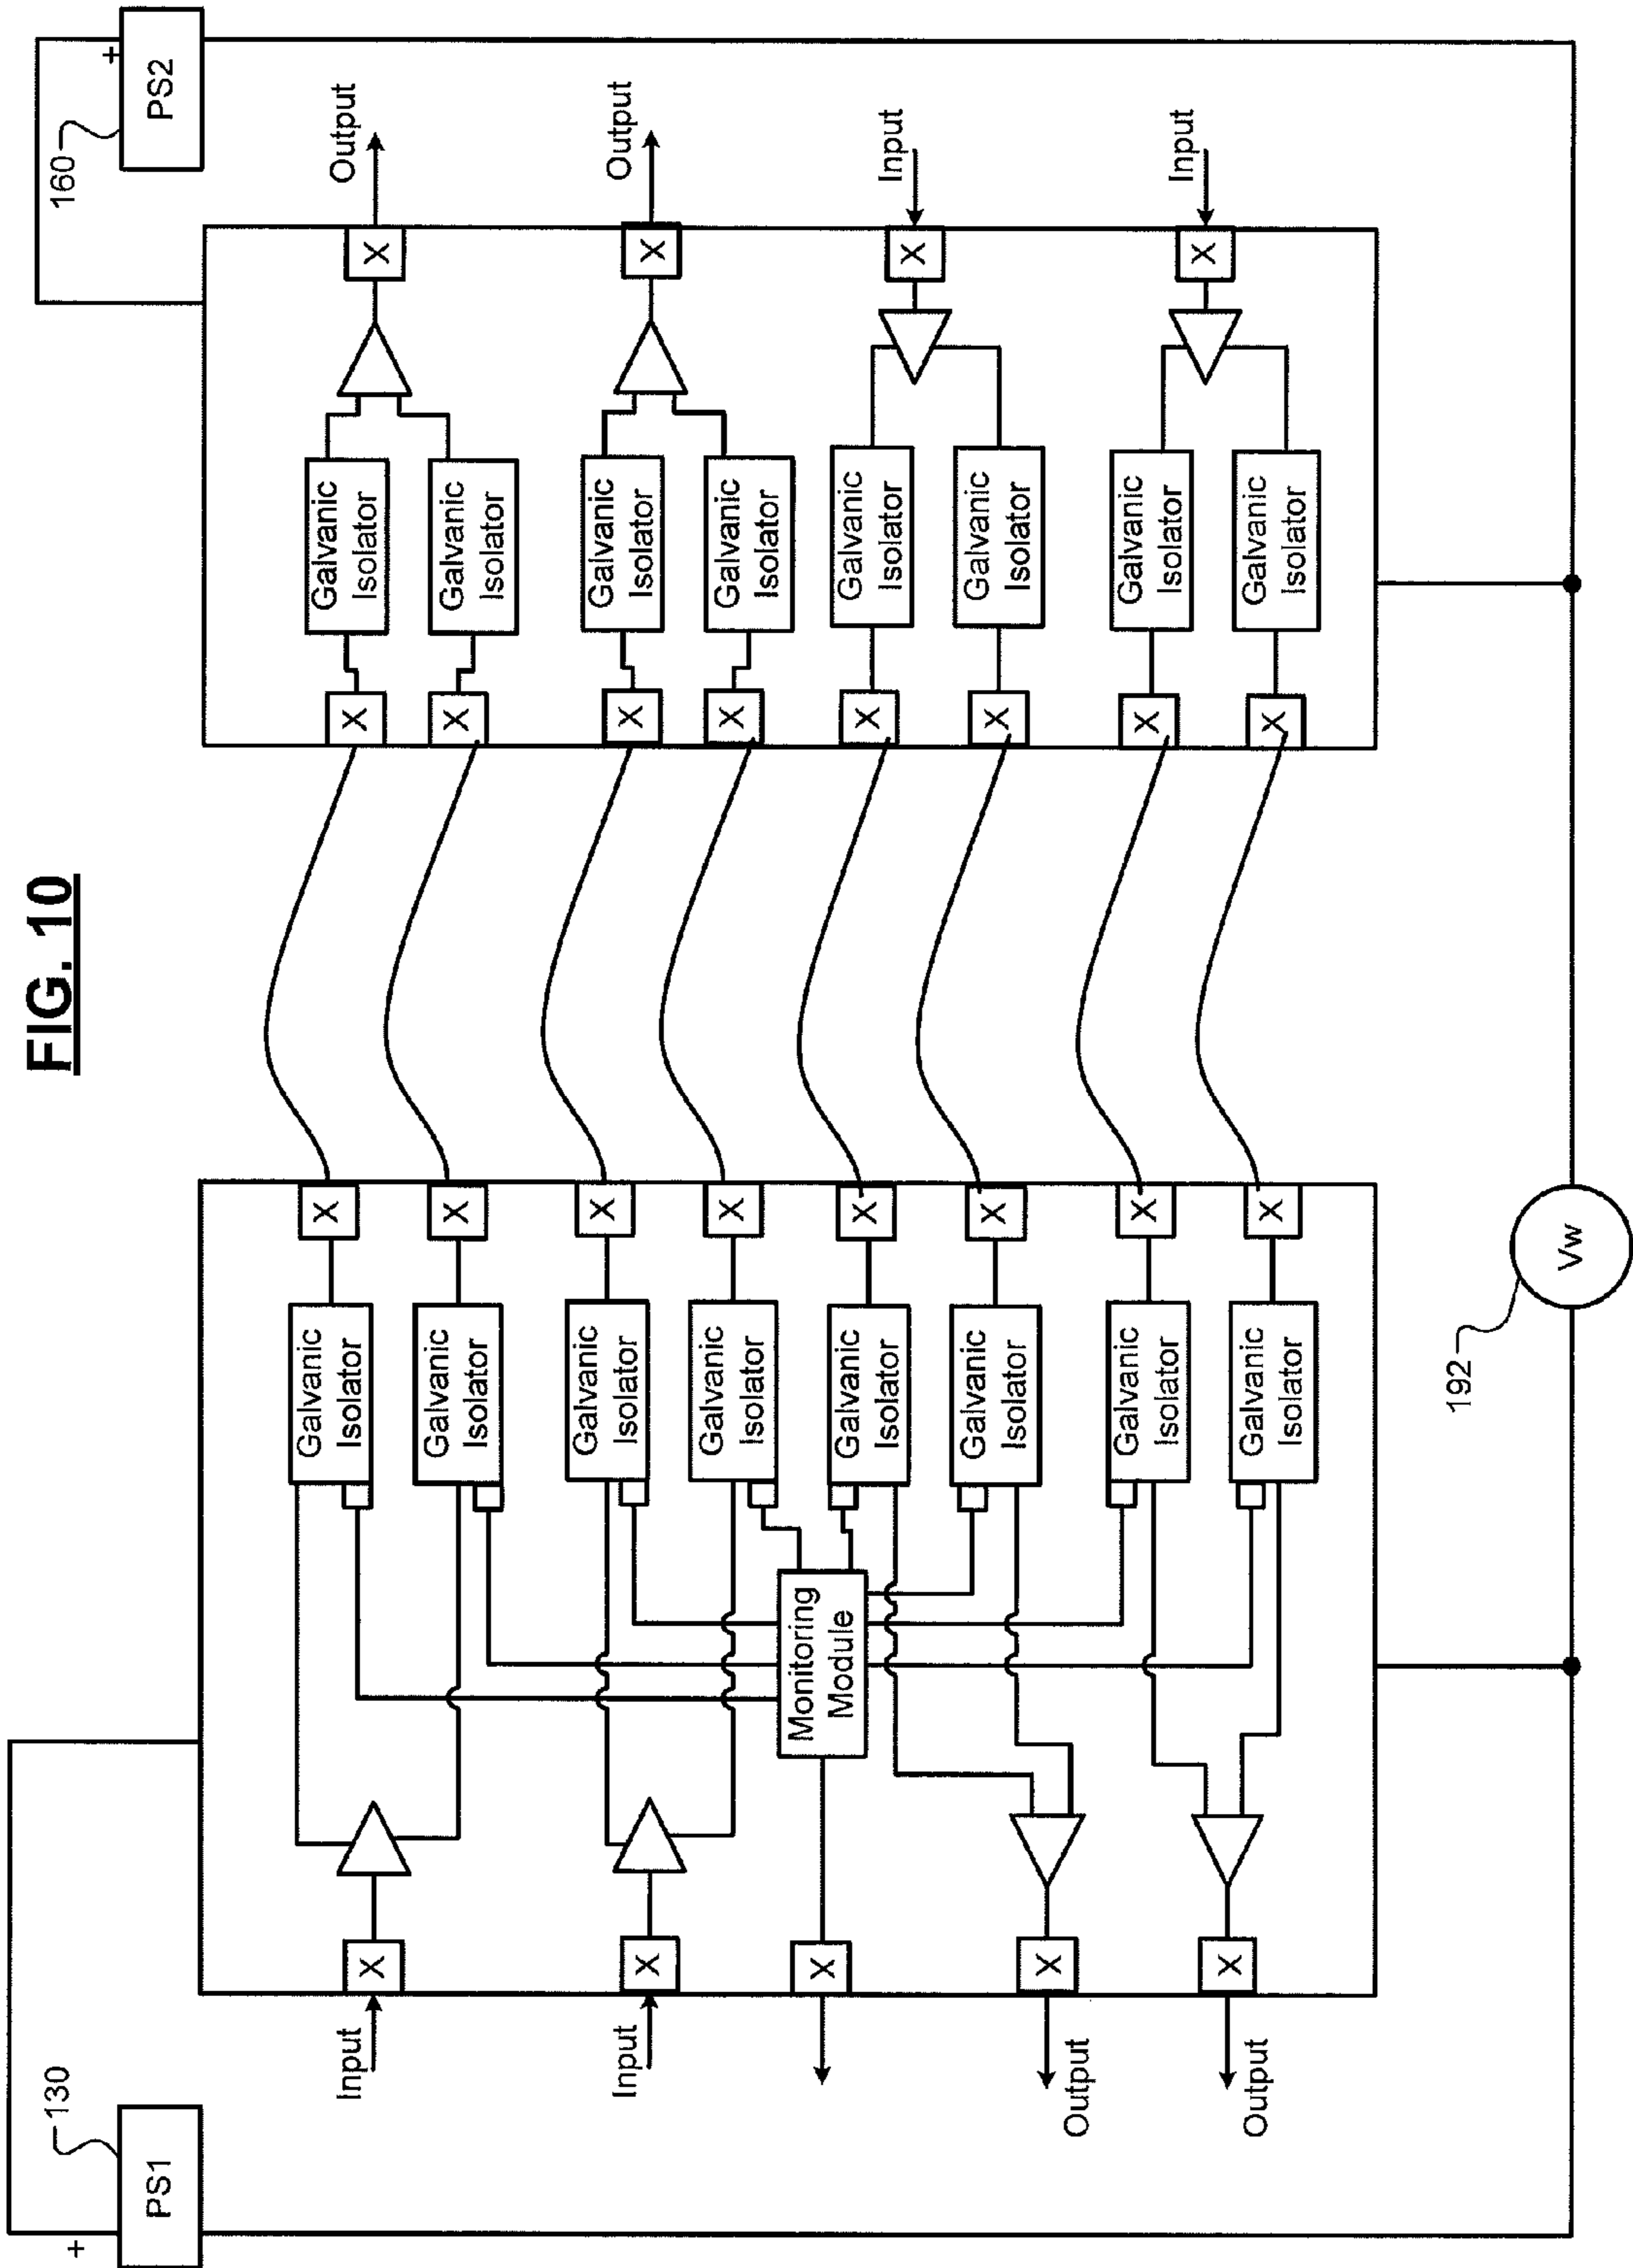 FIG. 10
+
130
PS1
160
+
PS2
Input
X
Input
X
X
X
Output
X
Output
Monitoring
Module
Galvanic
Isolator
X
Galvanic
Isolator
X
Galvanic
Isolator
X
Galvanic
Isolator
X
Galvanic
Isolator
X
Galvanic
Isolator
X
Galvanic
Isolator
X
Galvanic
Isolator
X
X
Galvanic
Isolator
X
Galvanic
Isolator
X
Output
X
Galvanic
Isolator
X
Galvanic
Isolator
X
Output
X
Galvanic
Isolator
X
Galvanic
Isolator
X
Input
X
Galvanic
Isolator
X
Galvanic
Isolator
X
Input
192
Vw